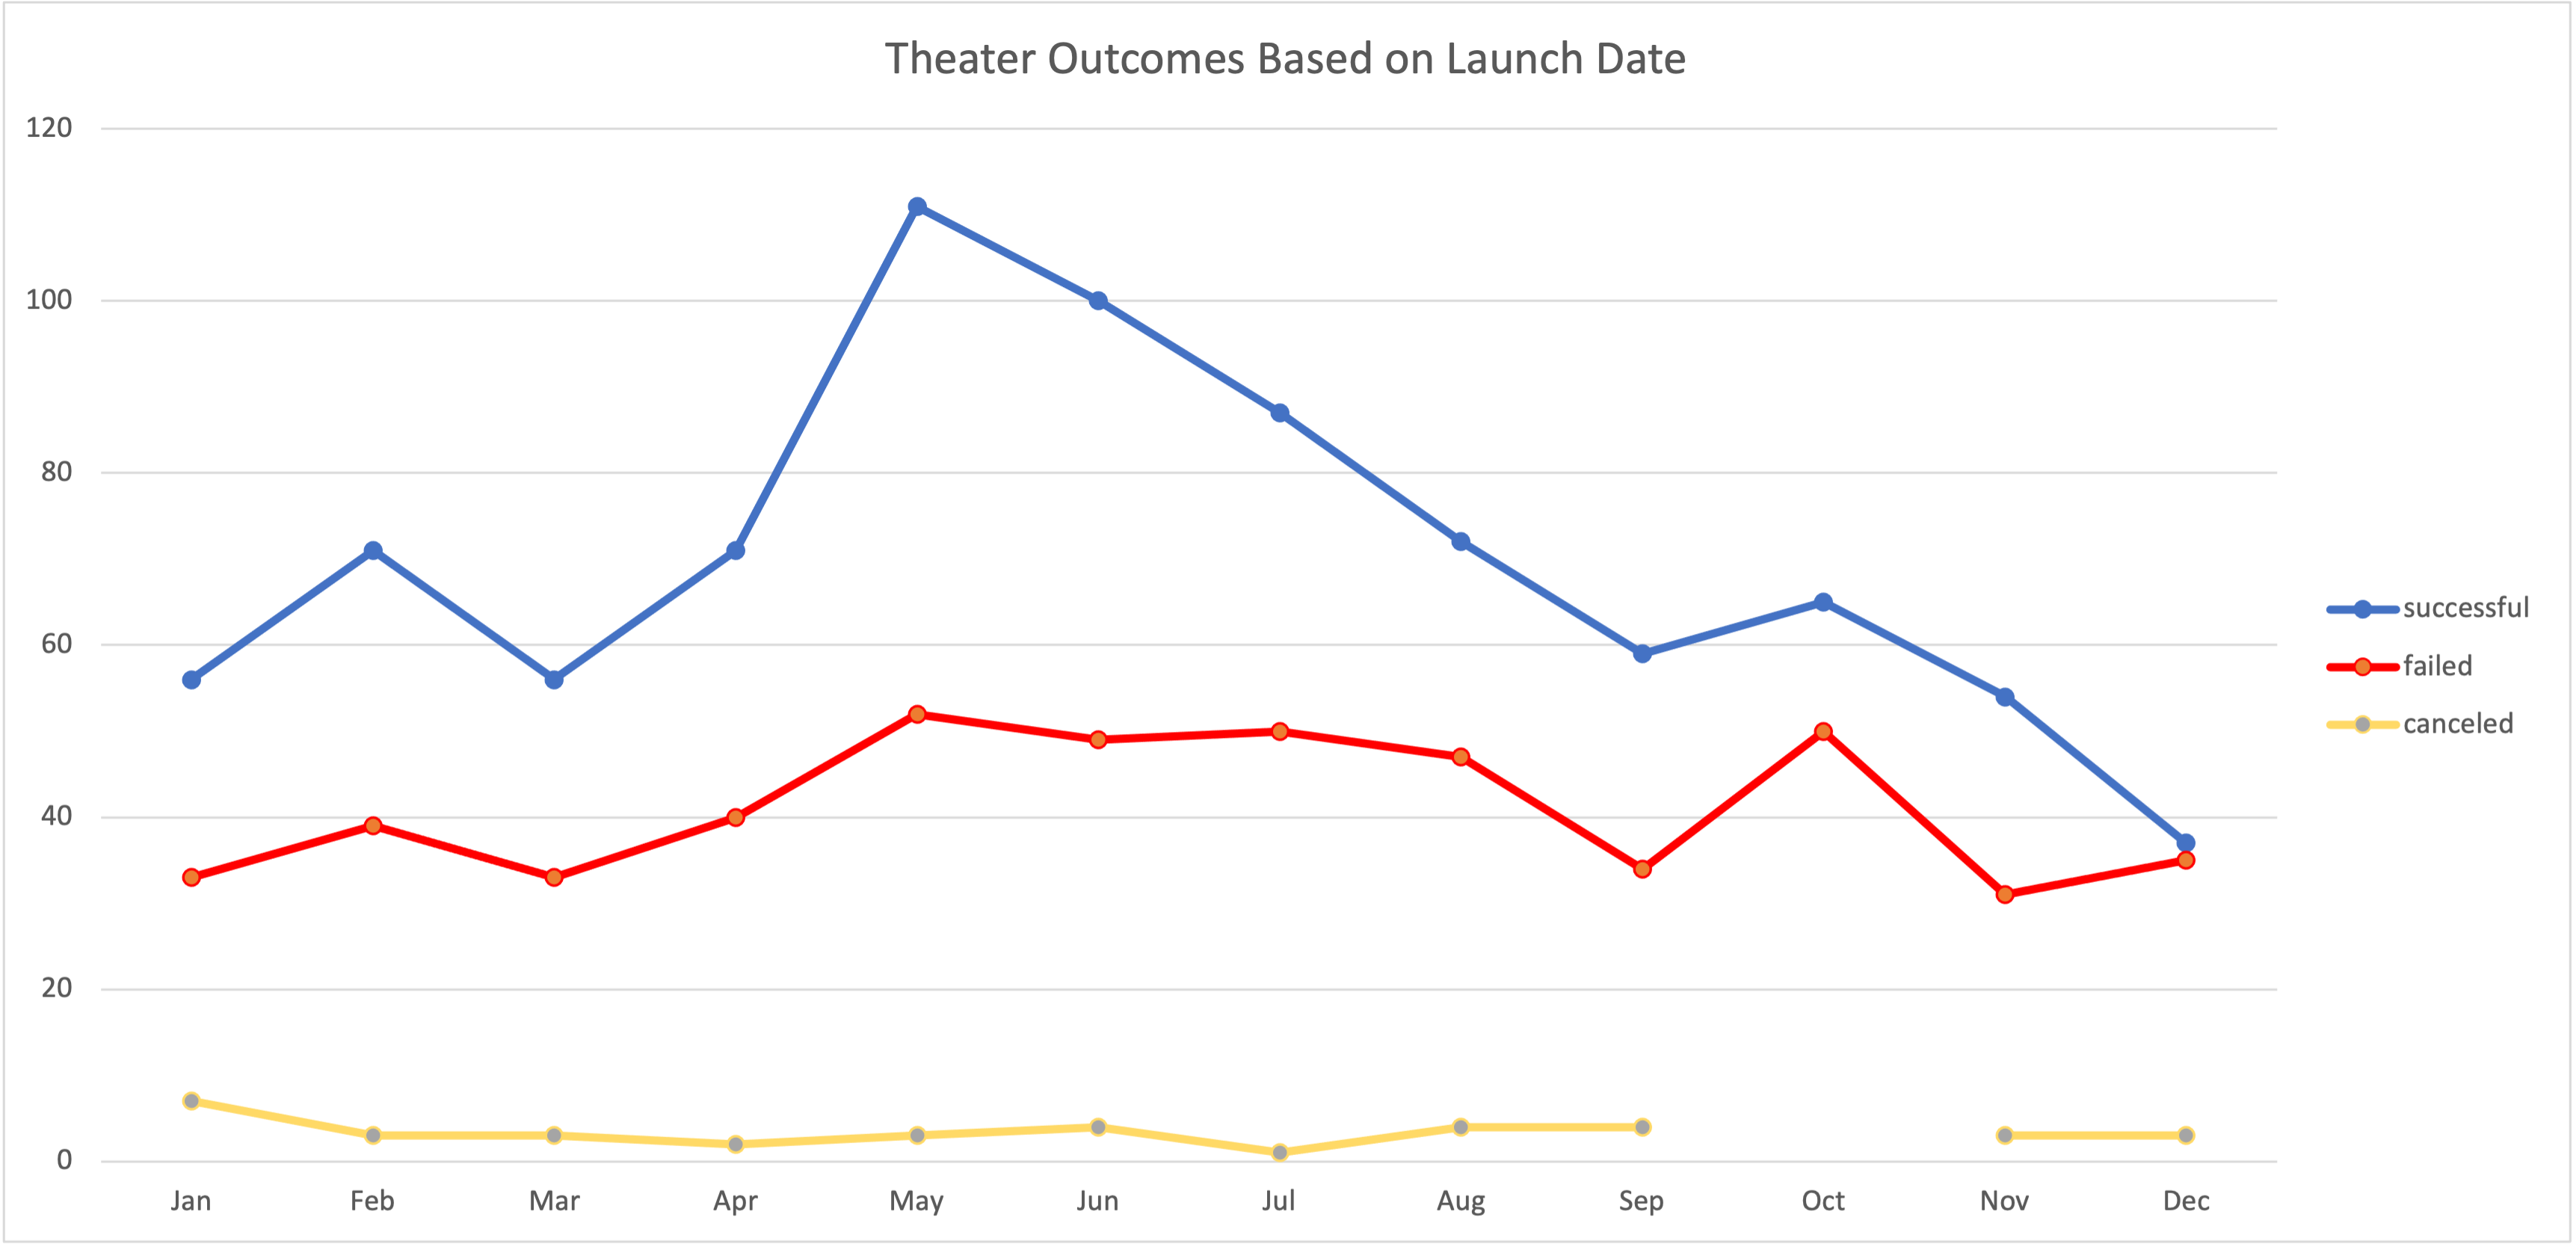 Theater Outcomes Based on Launch Date
120
100
80
60
40
20
0
Jan Feb Mar Apr May Jun Jul Aug Sep Oct Nov Dec
successful
failed
canceled